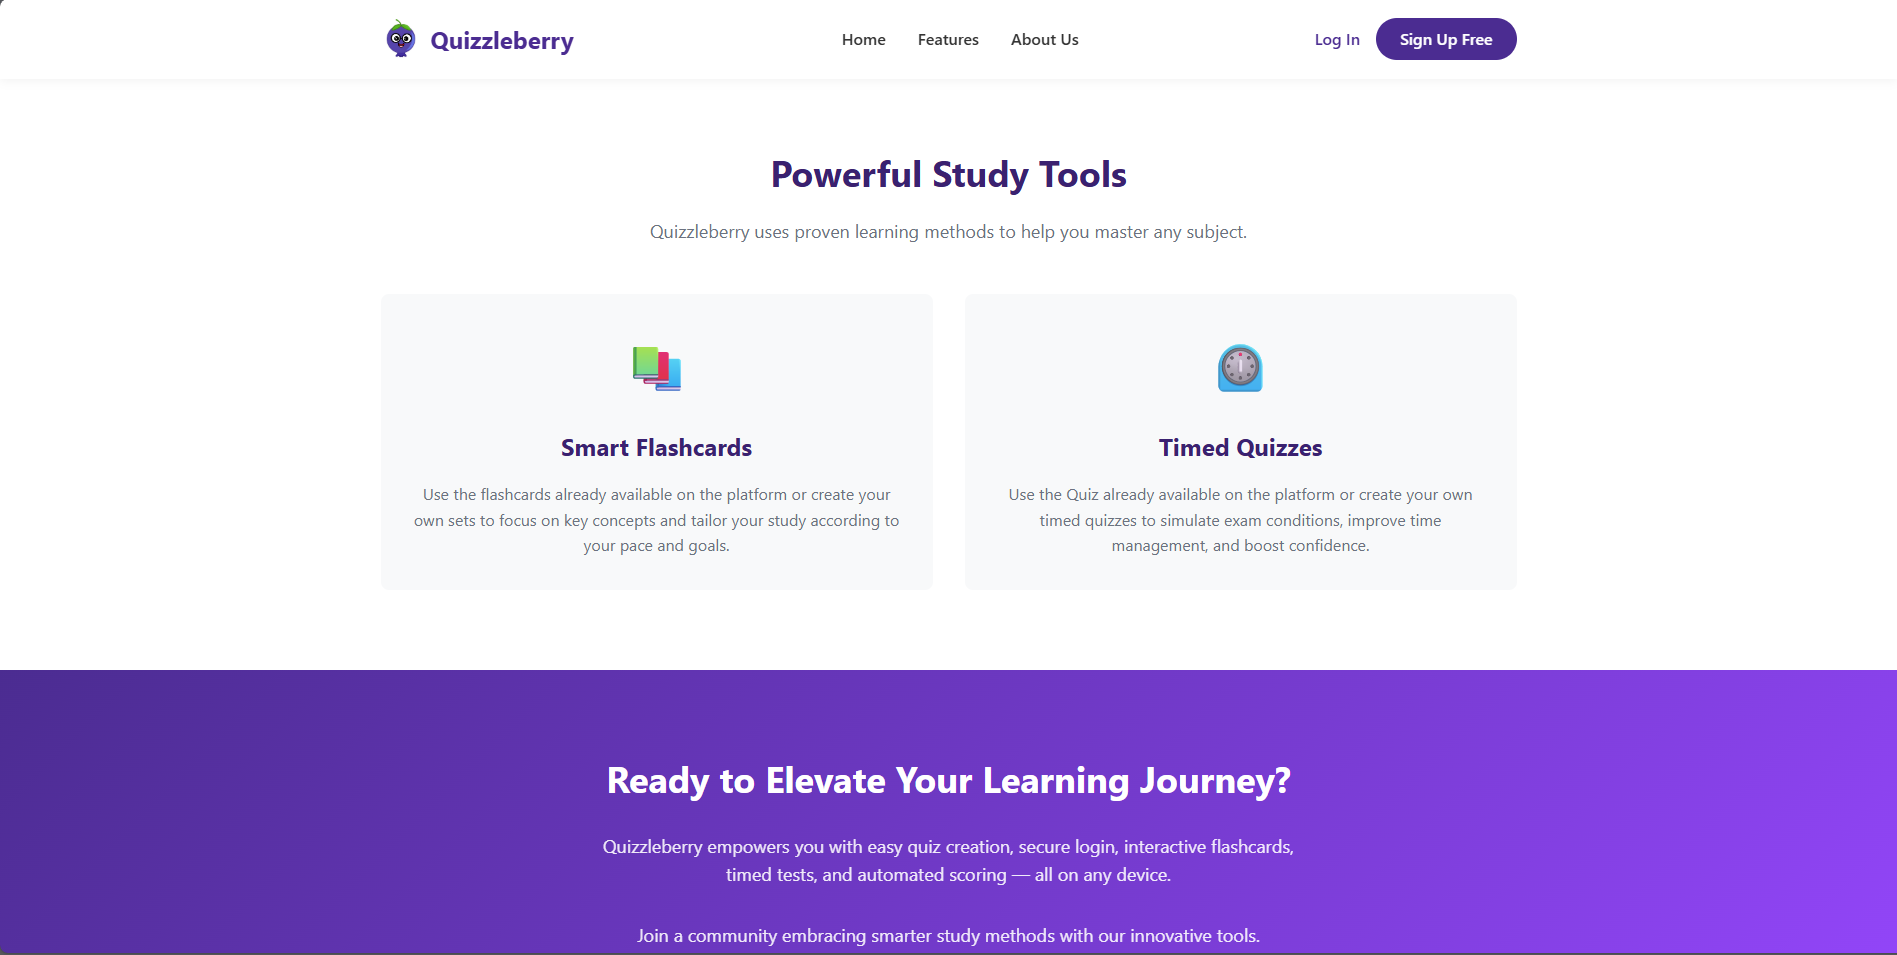 Quizzleberry
Home
Features
About Us
Log In
Sign Up Free
Powerful Study Tools
Quizzleberry uses proven learning methods to help you master any subject.
Smart Flashcards
Use the flashcards already available on the platform or create your
own sets to focus on key concepts and tailor your study according to
your pace and goals.
Timed Quizzes
Use the Quiz already available on the platform or create your own
timed quizzes to simulate exam conditions, improve time
management, and boost confidence.
Ready to Elevate Your Learning Journey?
Quizzleberry empowers you with easy quiz creation, secure login, interactive flashcards,
timed tests, and automated scoring — all on any device.
Join a community embracing smarter study methods with our innovative tools.